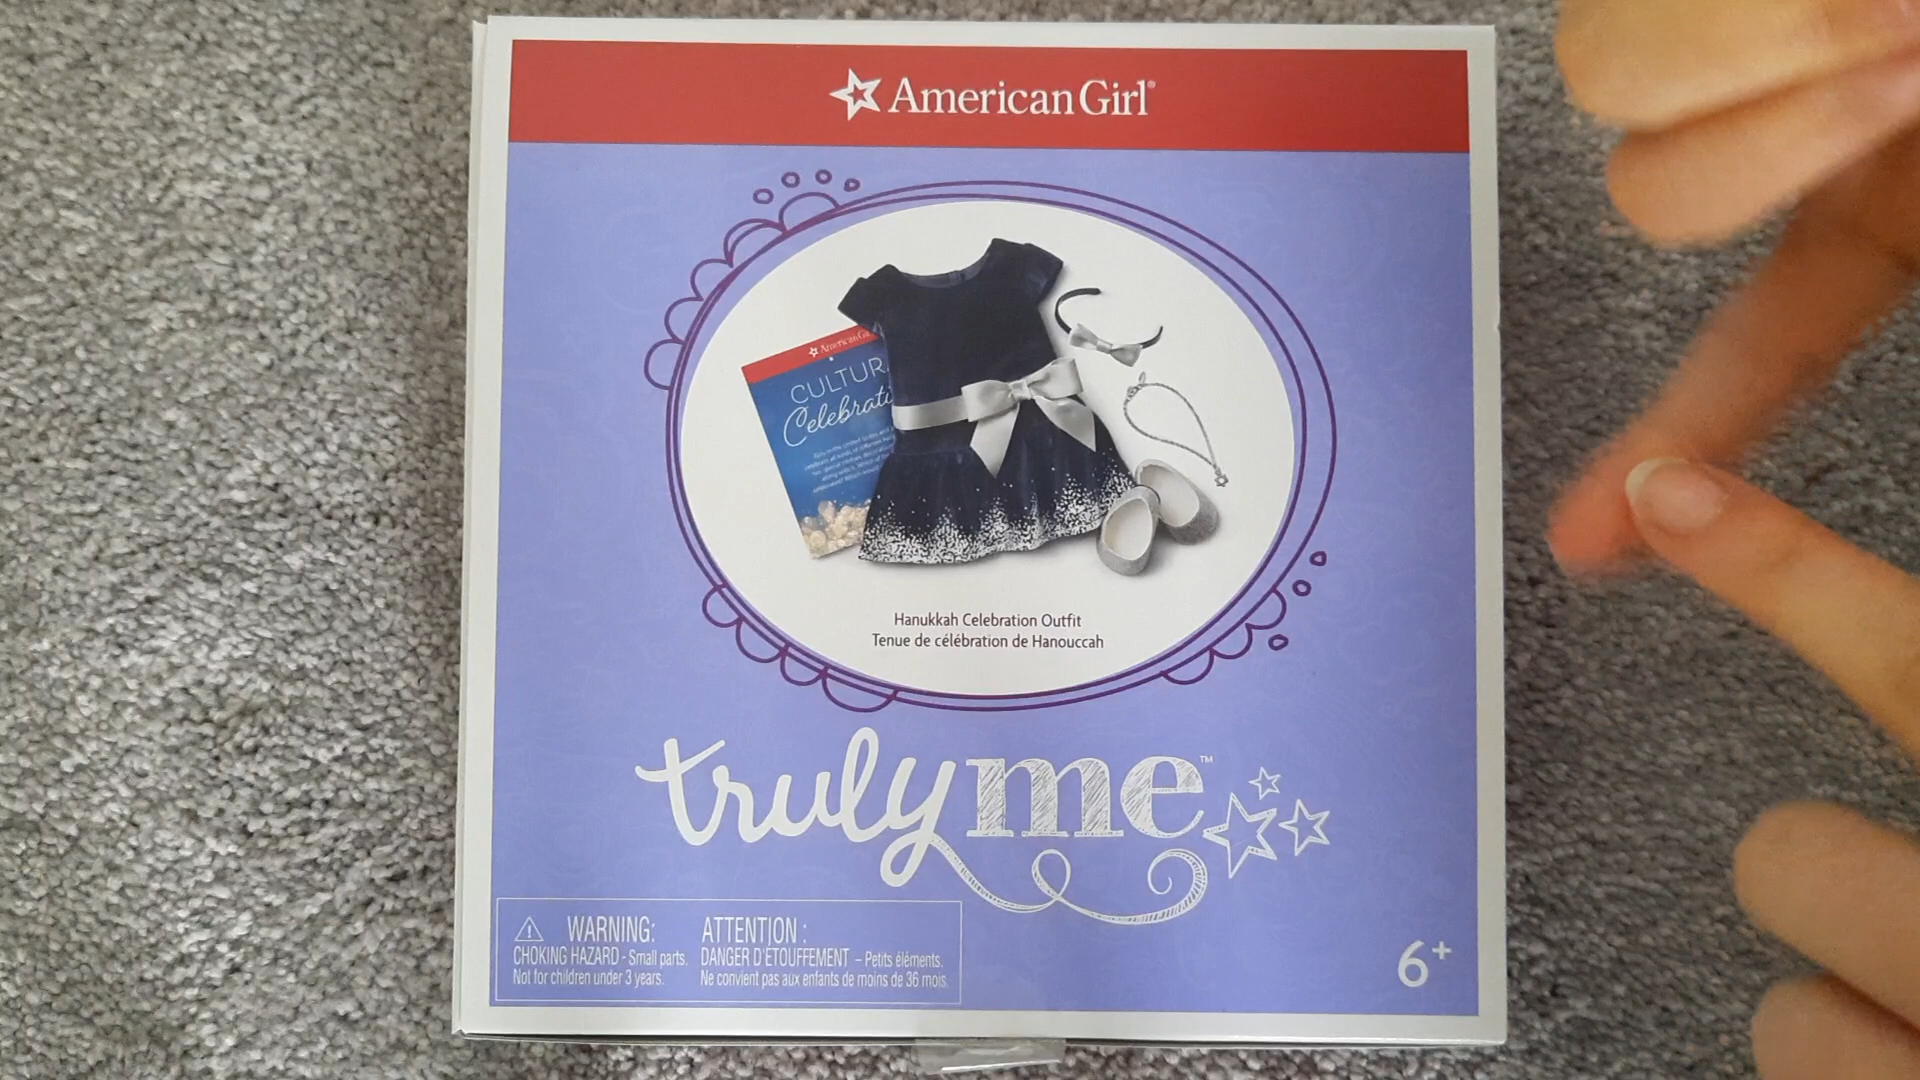 American Girl®
American Girl
CULTUR
Celebrati
Hanukkah Celebration Outfit
Tenue de célébration de Hanouccah
truly me™
WARNING:
CHOKING HAZARD - Small parts.
Not for children under 3 years.
ATTENTION :
DANGER D'ÉTOUFFEMENT – Petits éléments.
Ne convient pas aux enfants de moins de 36 mois.
6+